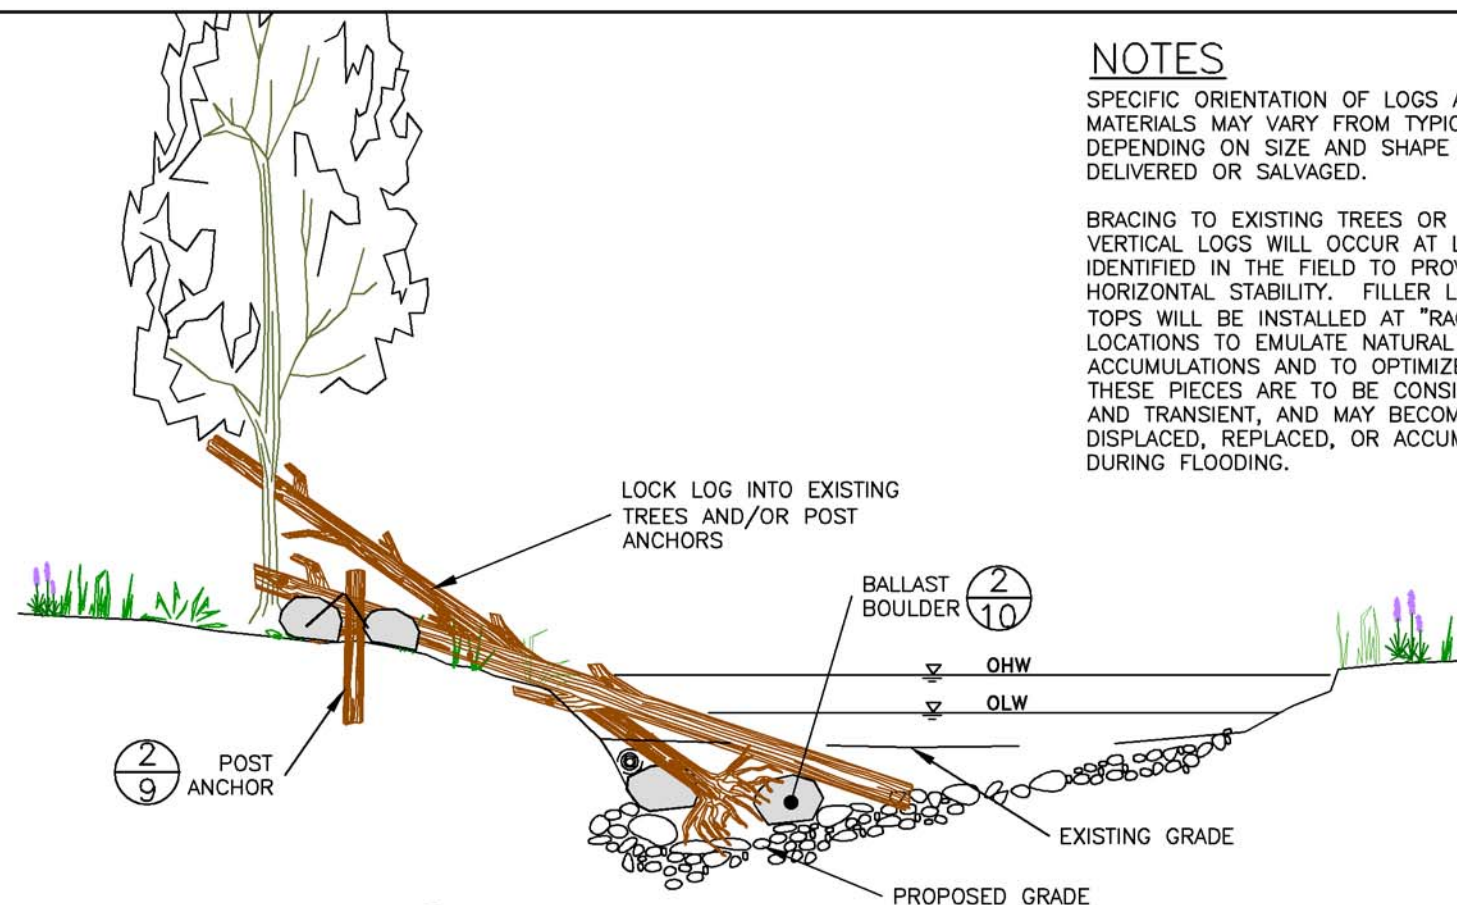 NOTES
SPECIFIC ORIENTATION OF LOGS
MATERIALS MAY VARY FROM
DEPENDING ON SIZE AND SHAPE
DELIVERED OR SALVAGED.
BRACING TO EXISTING TREES OR
VERTICAL LOGS WILL OCCUR AT
IDENTIFIED IN THE FIELD TO
HORIZONTAL STABILITY. FILLER
TOPS WILL BE INSTALLED AT
LOCATIONS TO EMULATE NATURAL
ACCUMULATIONS AND TO OPTIMIZE
THESE PIECES ARE TO BE
AND TRANSIENT, AND MAY
DISPLACED, REPLACED, OR
DURING FLOODING.
LOCK LOG INTO EXISTING
TREES AND/OR POST
ANCHORS
BALLAST
BOULDER
2
10
OHW
OLW
2
9
POST
ANCHOR
EXISTING GRADE
PROPOSED GRADE